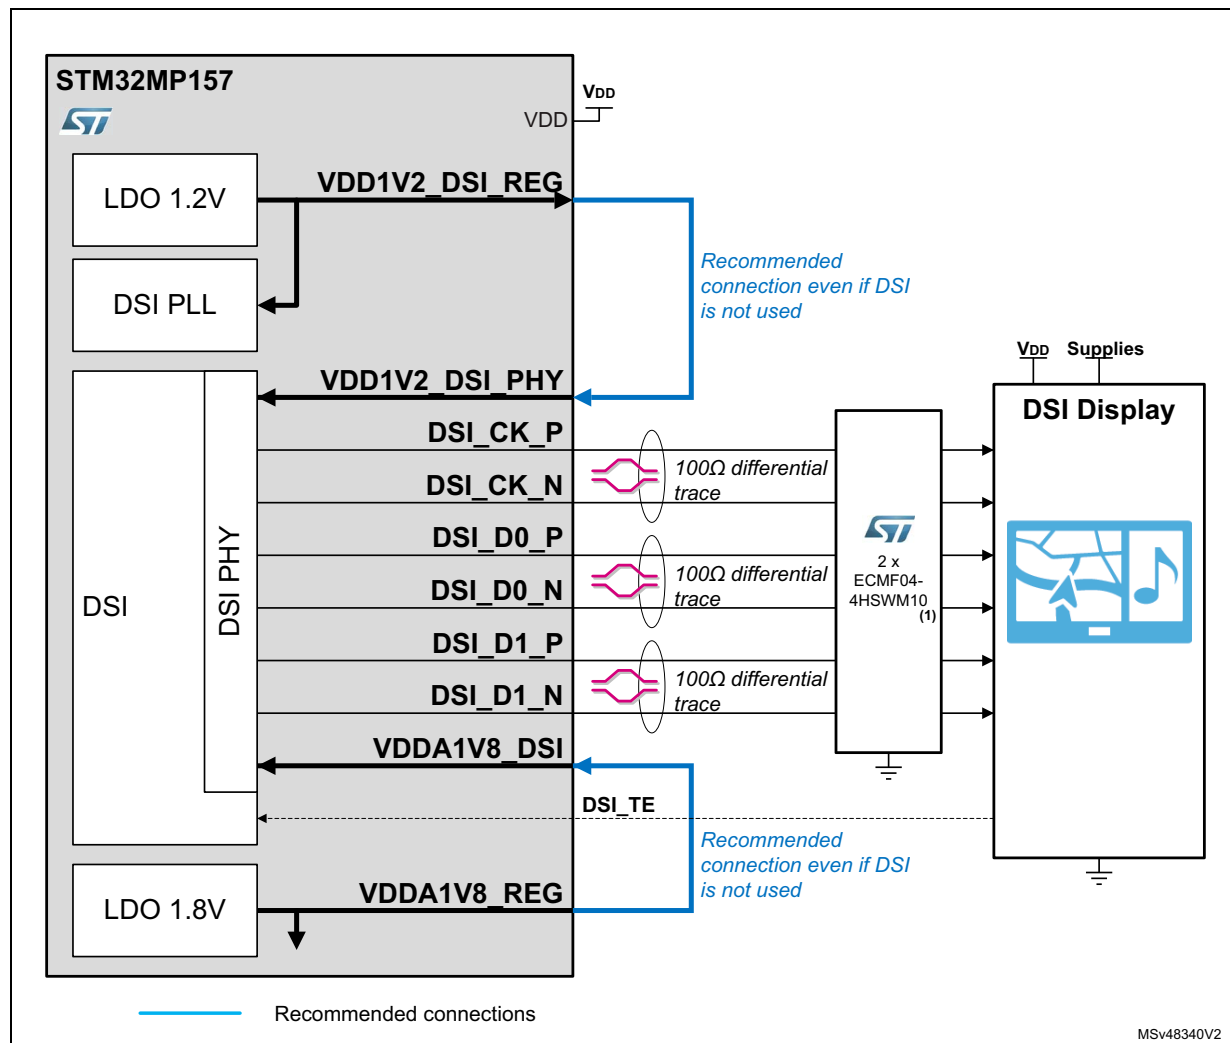 STM32MP157
ST
VDD
VDD
LDO 1.2V
VDD1V2_DSI_REG
DSI PLL
Recommended
connection even if DSI
is not used
VDD1V2_DSI_PHY
DSI
DSI PHY
DSI_CK_P
DSI_CK_N
100Ω differential
trace
DSI_D0_P
DSI_D0_N
100Ω differential
trace
DSI_D1_P
DSI_D1_N
100Ω differential
trace
VDDA1V8_DSI
DSI_TE
Recommended
connection even if DSI
is not used
LDO 1.8V
VDDA1V8_REG
ST
2 x
ECMF04-
4HSWM10
(1)
VDD Supplies
DSI Display
Recommended connections
MSv48340V2